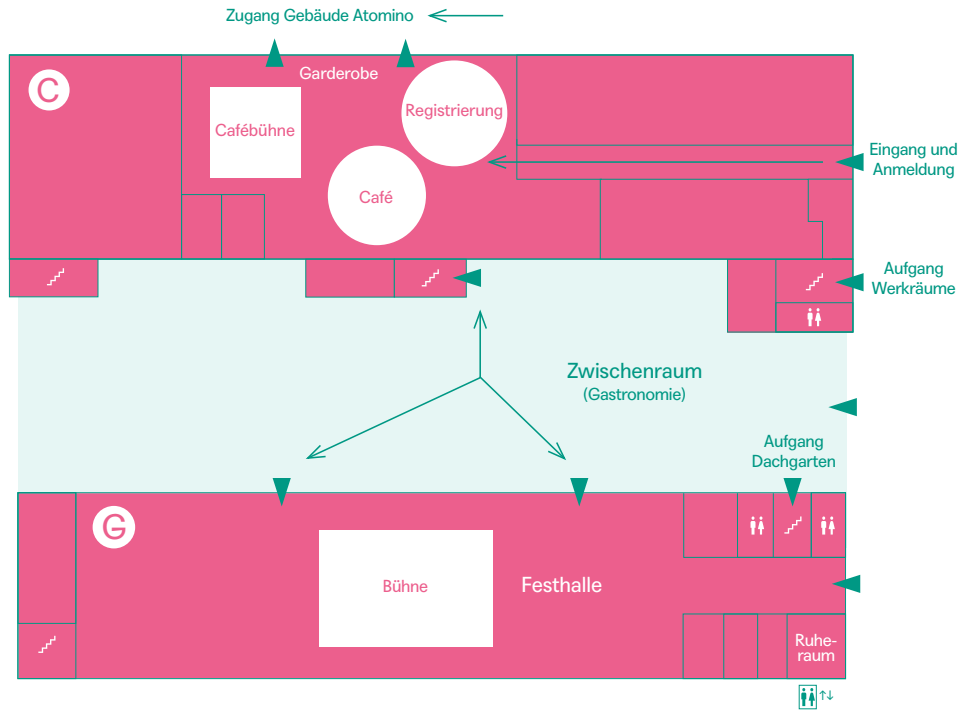 Zugang Gebäude Atomino
C
Garderobe
Registrierung
Cafébühne
Café
Eingang und
Anmeldung
Aufgang
Werkräume
Zwischenraum
(Gastronomie)
Aufgang
Dachgarten
G
Bühne
Festhalle
Ruhe-
raum